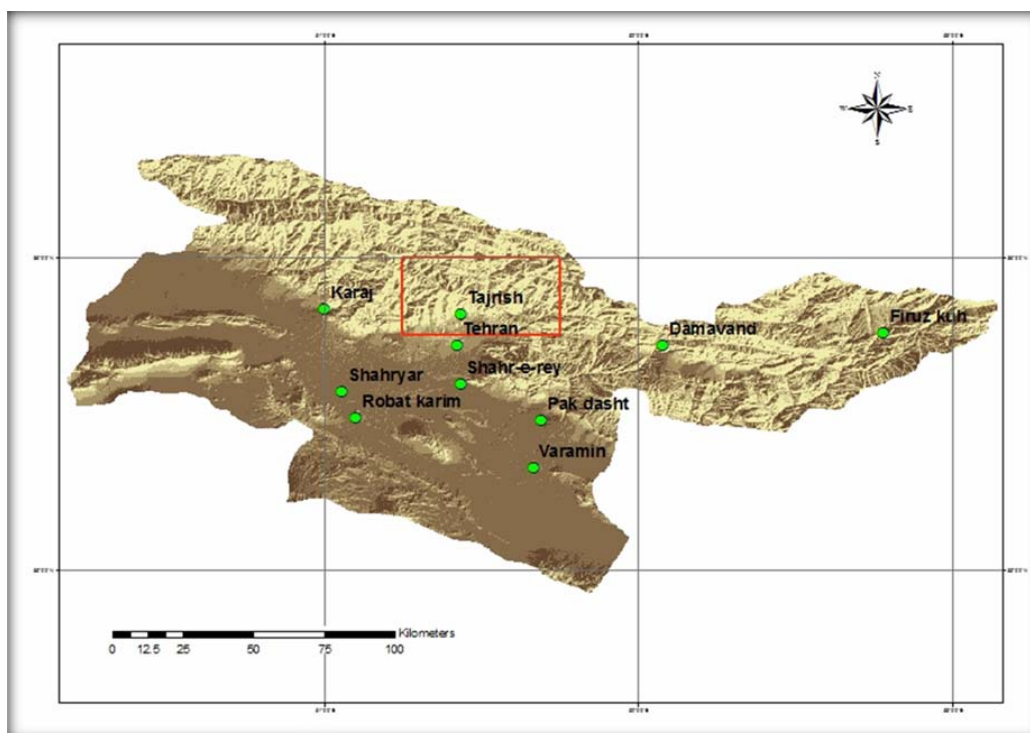 N
W E
S
Karaj
Tajrish
Tehran
Damavand
Firuz kuh
Shahr-e-rey
Shahryar
Robat karim
Pak dasht
Varamin
Kilometers
0 12.5 25 50 75 100